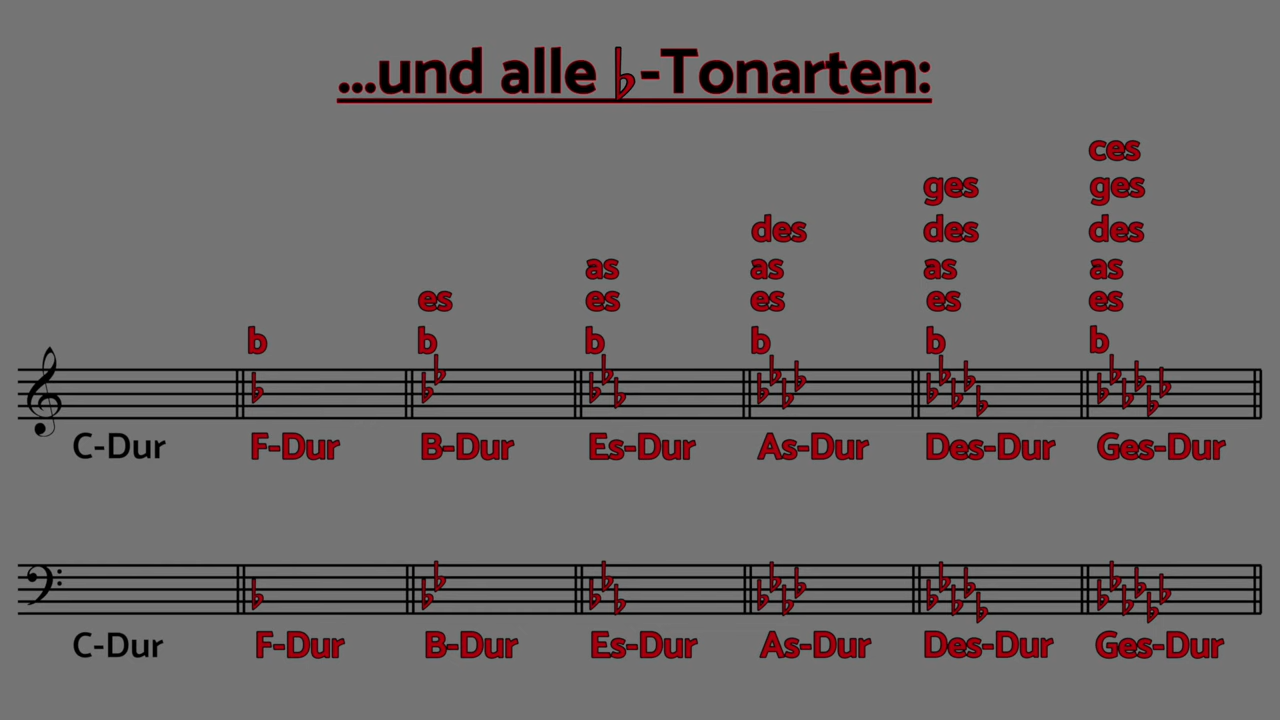 ...und alle ♭-Tonarten:
ces
ges ges
des des des
as as as as
es es es es es
b b b b b b
C-Dur F-Dur B-Dur Es-Dur As-Dur Des-Dur Ges-Dur
C-Dur F-Dur B-Dur Es-Dur As-Dur Des-Dur Ges-Dur